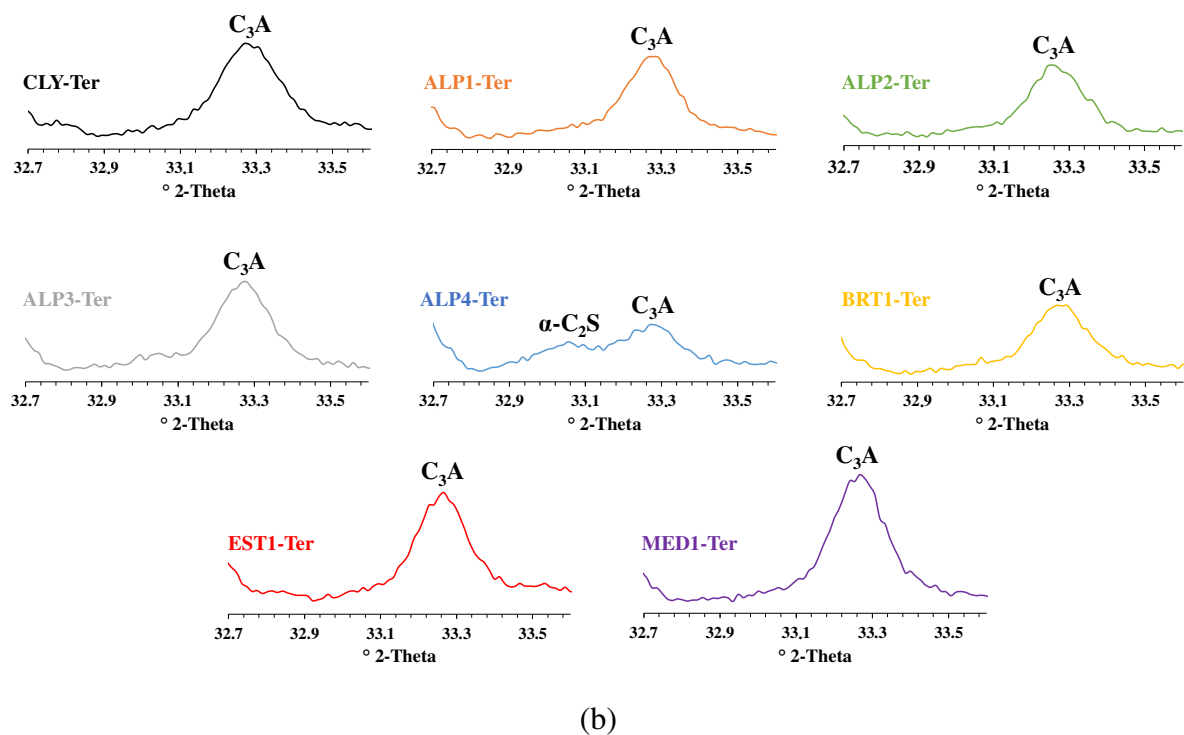 C₃A
CLY-Ter
32.7 32.9 33.1 33.3 33.5
° 2-Theta
C₃A
ALP1-Ter
32.7 32.9 33.1 33.3 33.5
° 2-Theta
C₃A
ALP2-Ter
32.7 32.9 33.1 33.3 33.5
° 2-Theta
C₃A
ALP3-Ter
32.7 32.9 33.1 33.3 33.5
° 2-Theta
ALP4-Ter
α-C₂S
C₃A
32.7 32.9 33.1 33.3 33.5
° 2-Theta
C₃A
BRT1-Ter
32.7 32.9 33.1 33.3 33.5
° 2-Theta
C₃A
EST1-Ter
32.7 32.9 33.1 33.3 33.5
° 2-Theta
C₃A
MED1-Ter
32.7 32.9 33.1 33.3 33.5
° 2-Theta
(b)